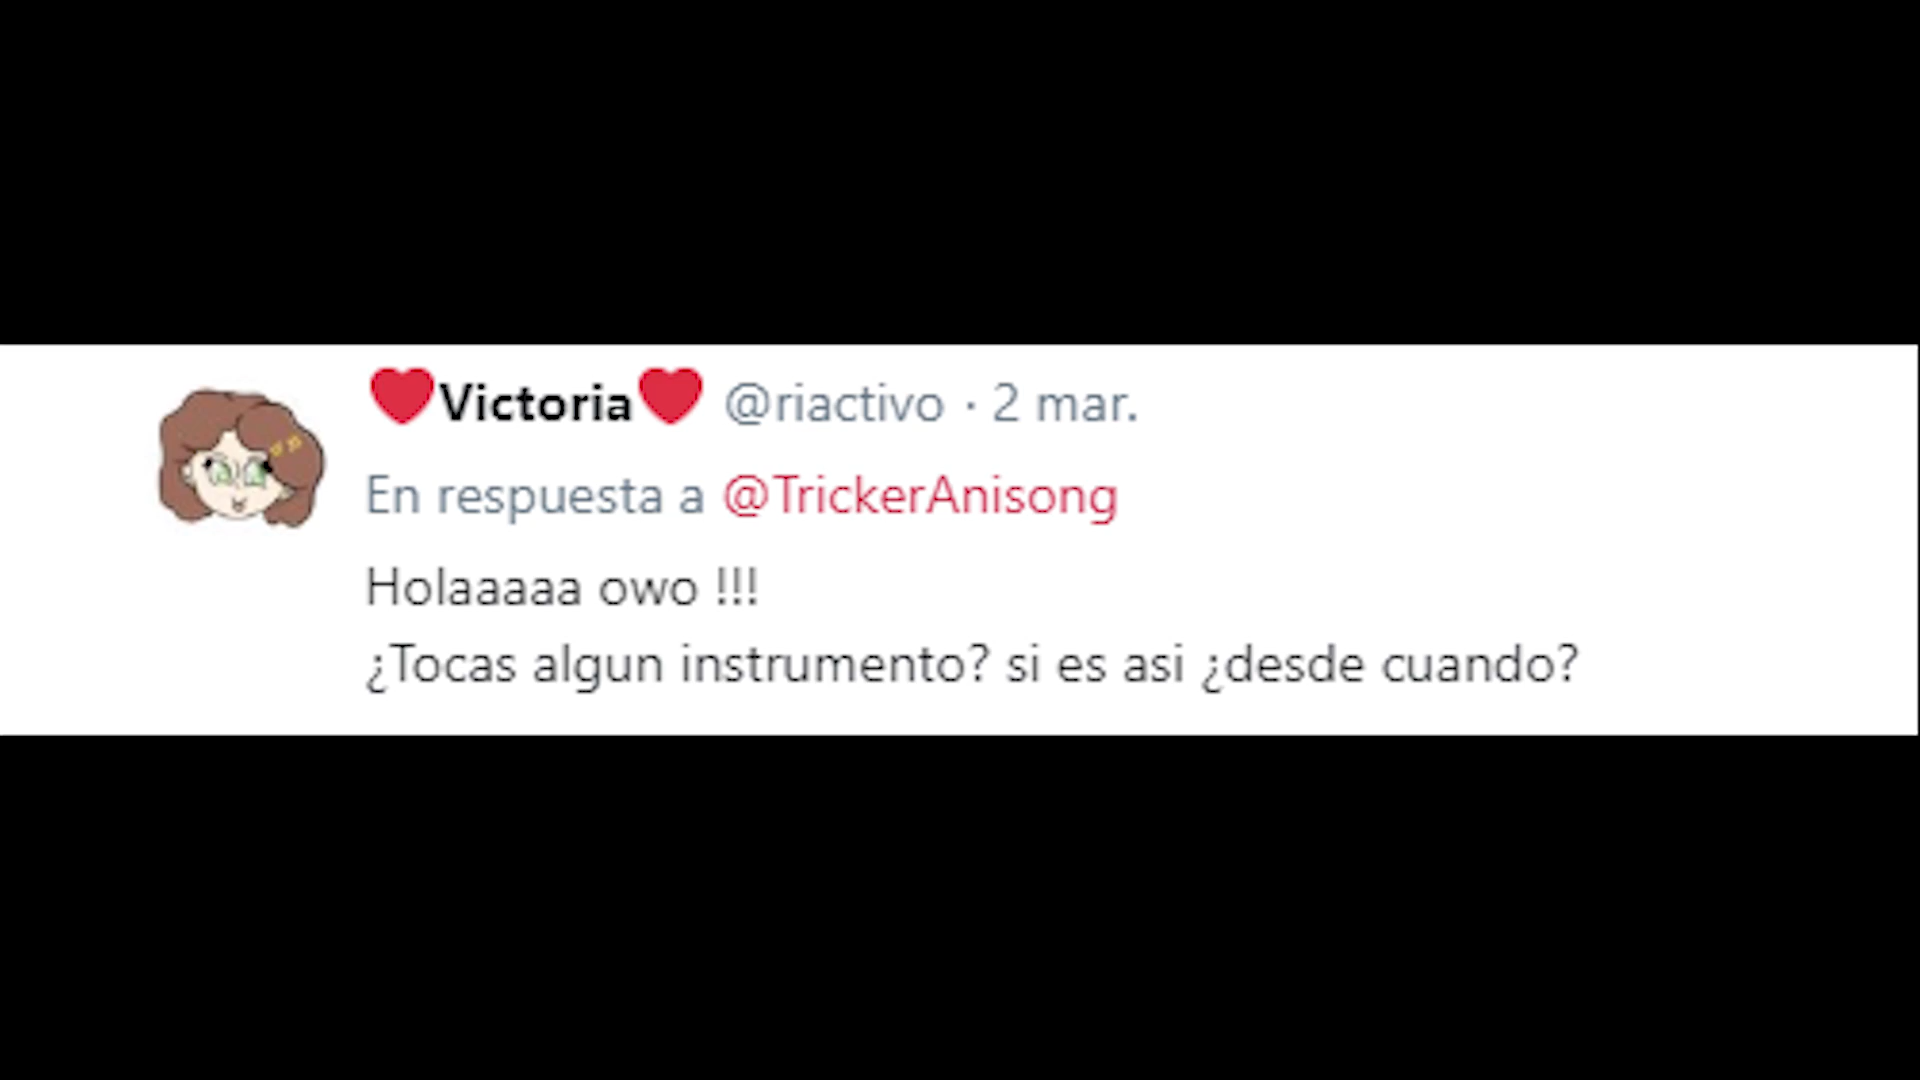 ❤Victoria❤ @riactivo · 2 mar.
En respuesta a @TrickerAnisong
Holaaaaa owo !!!
¿Tocas algun instrumento? si es asi ¿desde cuando?